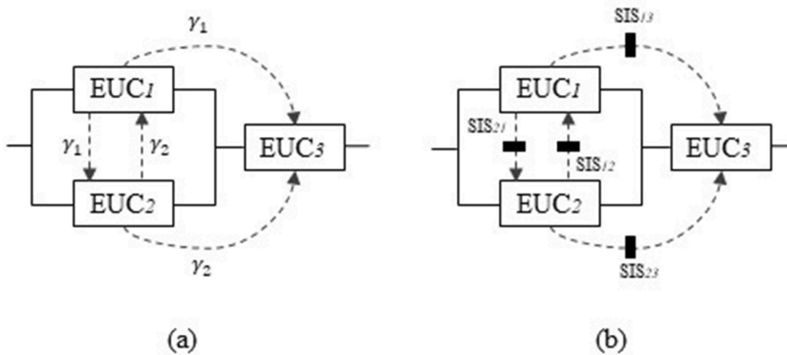 γ₁
EUC₁
γ₁ γ₂
EUC₃
EUC₂
γ₂
(a)
SIS₁₃
EUC₁
SIS₂₁
EUC₃
SIS₁₂
EUC₂
SIS₂₃
(b)